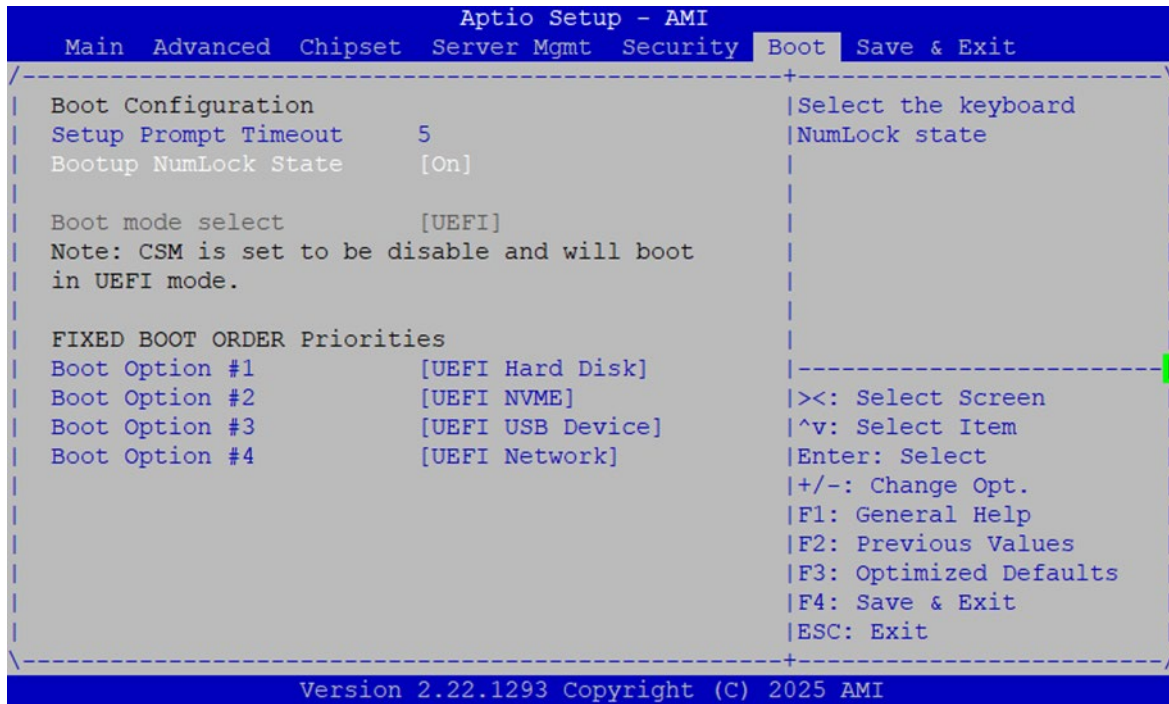 Aptio Setup - AMI
Main Advanced Chipset Server Mgmt Security Boot Save & Exit
/----------------------------------------------------+-------------------------\
| Boot Configuration |Select the keyboard
| Setup Prompt Timeout 5 |NumLock state
| Bootup NumLock State [On] |
| |
| Boot mode select [UEFI] |
| Note: CSM is set to be disable and will boot |
| in UEFI mode. |
| |
| FIXED BOOT ORDER Priorities |
| Boot Option #1 [UEFI Hard Disk] |-------------------------
| Boot Option #2 [UEFI NVME] |><: Select Screen
| Boot Option #3 [UEFI USB Device] |^v: Select Item
| Boot Option #4 [UEFI Network] |Enter: Select
| |+/-: Change Opt.
| |F1: General Help
| |F2: Previous Values
| |F3: Optimized Defaults
| |F4: Save & Exit
| |ESC: Exit
\----------------------------------------------------+-------------------------/
Version 2.22.1293 Copyright (C) 2025 AMI